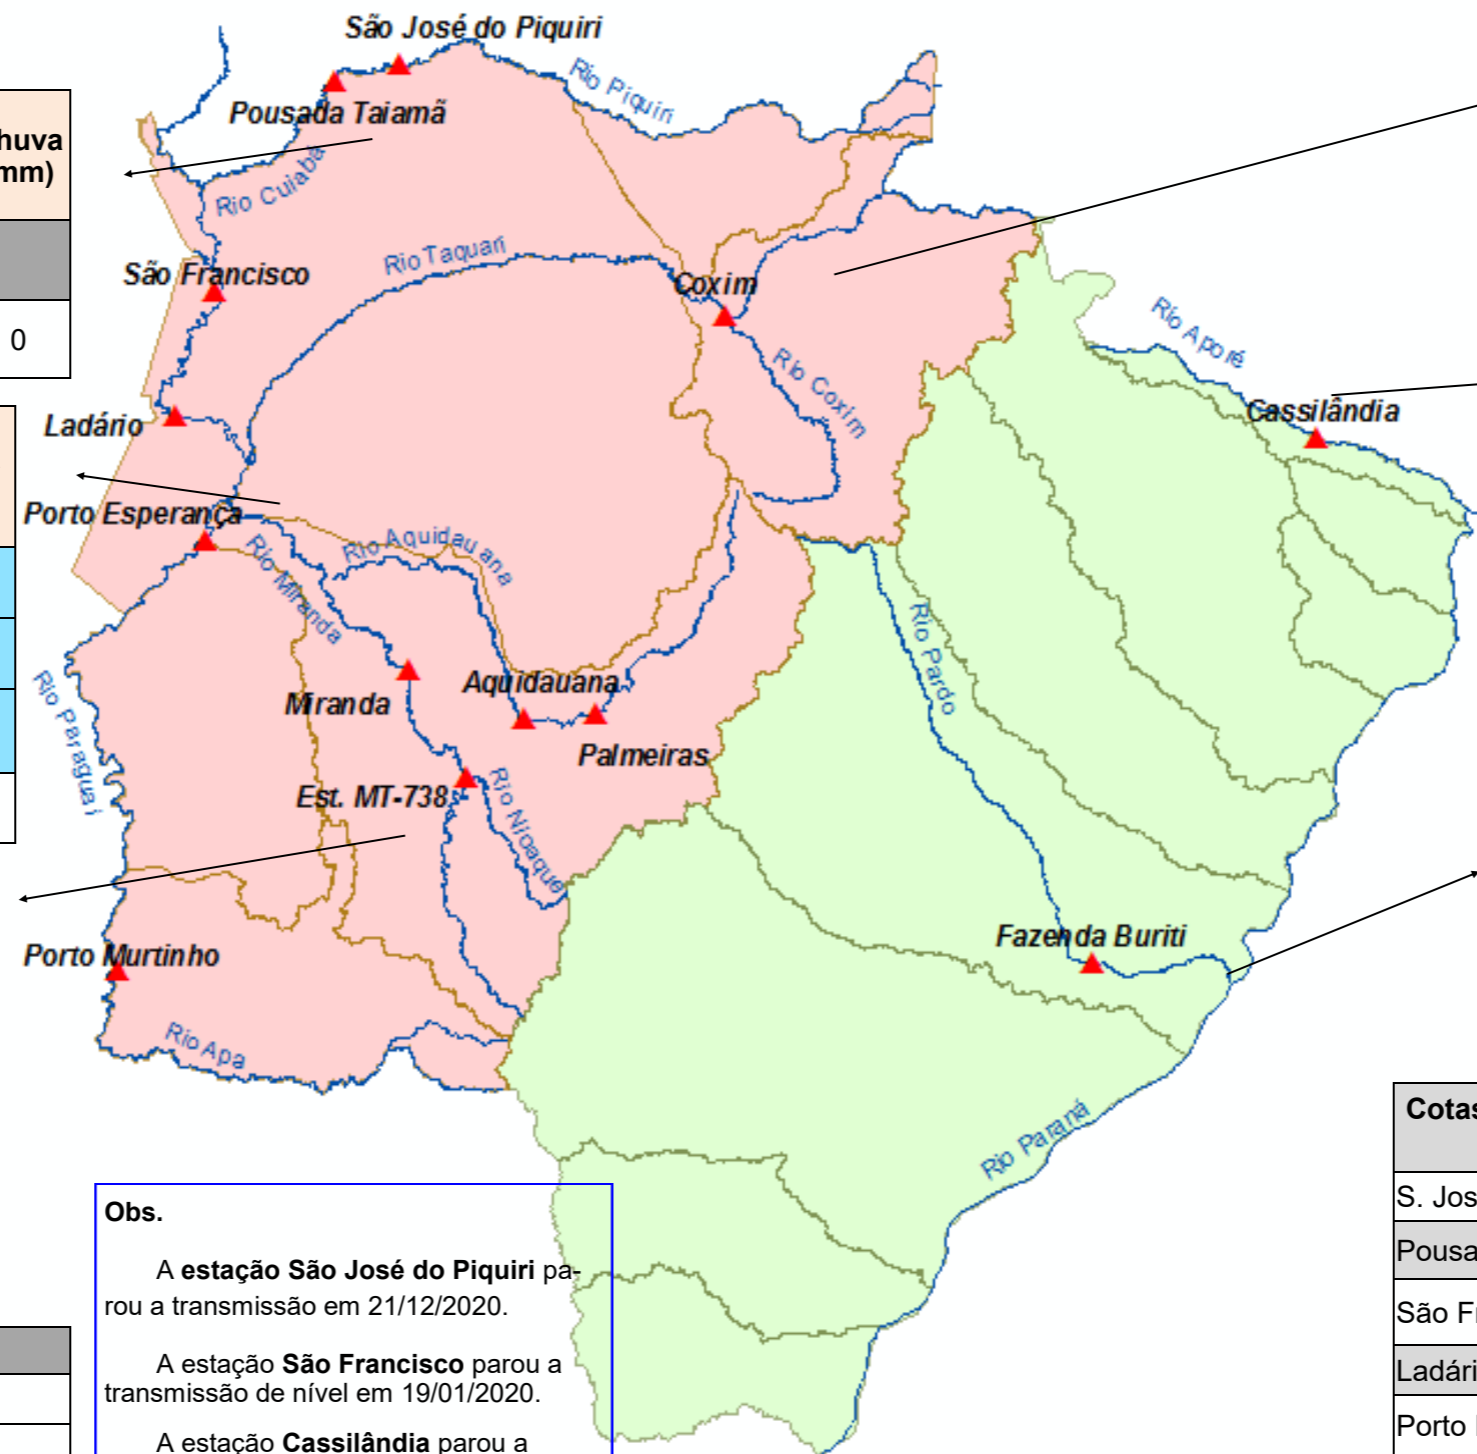 São José do Piquiri
Rio Piquiri
Pousada Taiamã
huva
mm)
Rio Cuiabá
Rio Taquari
São Francisco
Coxim
0
Rio Aporé
Rio Coxim
Cassilândia
Ladário
Porto Esperança
Rio Aquidauana
Rio Miranda
Rio Pardo
Rio Paraguai
Miranda
Aquidauana
Palmeiras
Est. MT-738
Rio Nioaque
Fazenda Buriti
Porto Murtinho
Rio Apa
Rio Paraná
Cotas
S. Jos
Pousa
São Fr
Ladári
Porto
Obs.
A estação São José do Piquiri pa-
rou a transmissão em 21/12/2020.
A estação São Francisco parou a
transmissão de nível em 19/01/2020.
A estação Cassilândia parou a